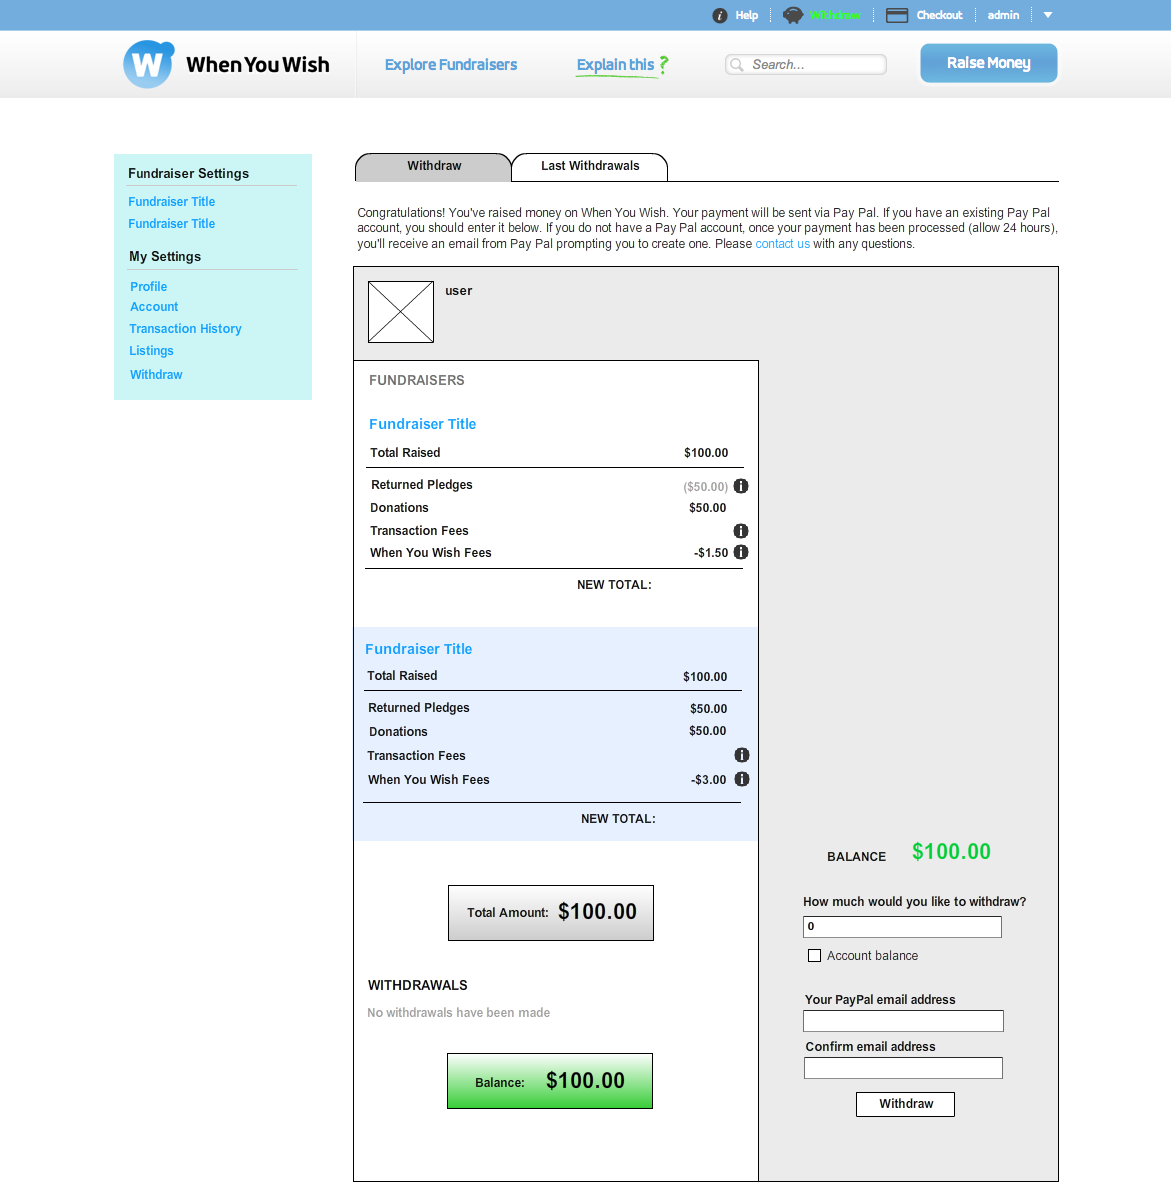 Help
Withdraw
Checkout
admin
W When You Wish
Explore Fundraisers
Explain this ?
Search...
Raise Money
Fundraiser Settings
Fundraiser Title
Fundraiser Title
My Settings
Profile
Account
Transaction History
Listings
Withdraw
Withdraw
Last Withdrawals
Congratulations! You've raised money on When You Wish. Your payment will be sent via Pay Pal. If you have an existing Pay Pal
account, you should enter it below. If you do not have a Pay Pal account, once your payment has been processed (allow 24 hours),
you'll receive an email from Pay Pal prompting you to create one. Please contact us with any questions.
user
FUNDRAISERS
Fundraiser Title
Total Raised $100.00
Returned Pledges ($50.00)
Donations $50.00
Transaction Fees
When You Wish Fees -$1.50
NEW TOTAL:
Fundraiser Title
Total Raised $100.00
Returned Pledges $50.00
Donations $50.00
Transaction Fees
When You Wish Fees -$3.00
NEW TOTAL:
Total Amount: $100.00
WITHDRAWALS
No withdrawals have been made
Balance: $100.00
BALANCE $100.00
How much would you like to withdraw?
0
Account balance
Your PayPal email address
Confirm email address
Withdraw